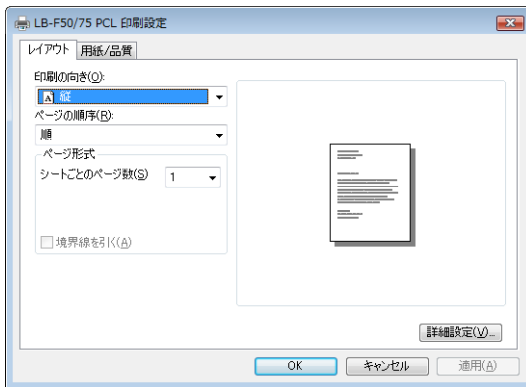 LB-F50/75 PCL 印刷設定
レイアウト 用紙/品質
印刷の向き(O):
A 縦
ページの順序(R):
順
ページ形式
シートごとのページ数(S) 1
境界線を引く(A)
詳細設定(V)...
OK キャンセル 適用(A)